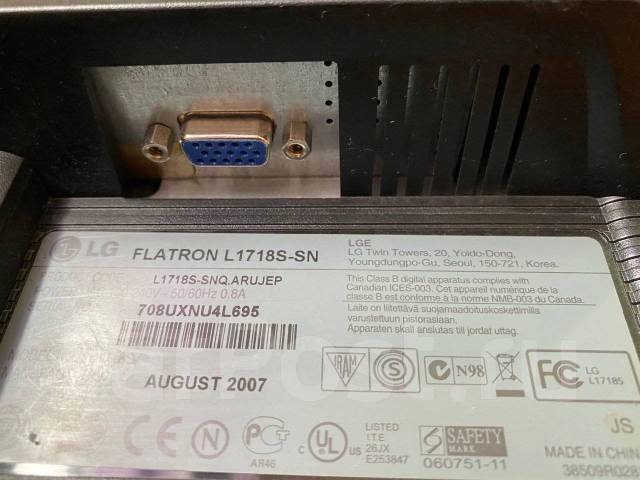 LG FLATRON L1718S-SN
LGE
LG Twin Towers, 20, Yoido-Dong,
Youngdungpo-Gu, Seoul, 150-721, Korea.
L1718S-SNQ.ARUJEP
50/60Hz 0.8A
708UXNU4L695
This Class B digital apparatus complies with
Canadian ICES-003. Cet appareil numérique de la
classe B est conforme à la norme NMB-003 du Canada.
Laite on liitettävä suojamaadoituskoskettimilla
varustettuun pistorasiaan.
Apparaten skall anslutas till jordat uttag.
AUGUST 2007
IRAM
S
S
N98
FC
LG
L1718S
JS
CE
N
AR46
c UL us
LISTED
I.T.E
26JX
E253847
S SAFETY
MARK
060751-11
MADE IN CHINA
38509R028